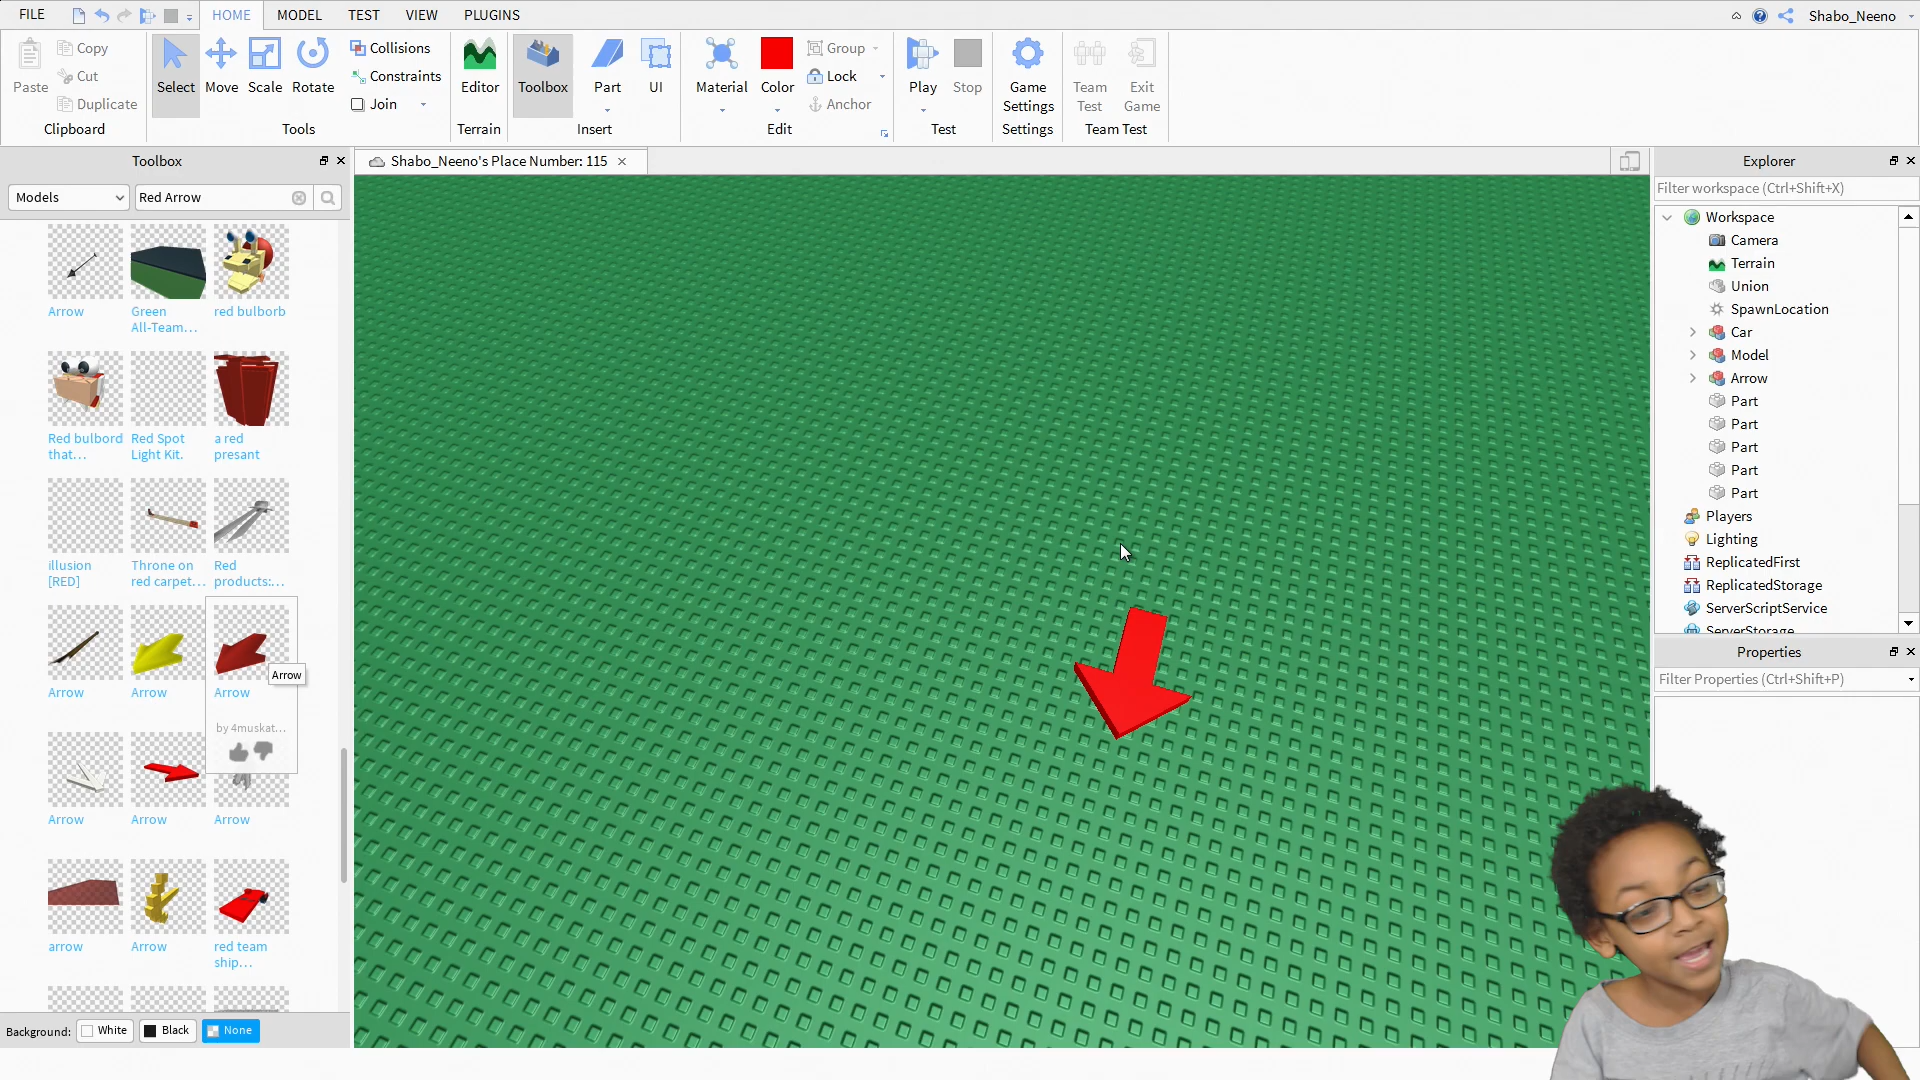 FILE HOME MODEL TEST VIEW PLUGINS Shabo_Neeno
Paste Copy Cut Duplicate
Clipboard
Select Move Scale Rotate Collisions Constraints Join
Tools
Editor
Terrain
Toolbox Part UI
Insert
Material Color Group Lock Anchor
Edit
Play Stop
Test
Game Settings
Settings
Team Test Exit Game
Team Test
Toolbox
Models Red Arrow
Arrow Green All-Team... red bulborb
Red bulbord that... Red Spot Light Kit. a red presant
illusion [RED] Throne on red carpet... Red products:...
Arrow Arrow Arrow
Arrow
by 4muskat...
Arrow Arrow Arrow
arrow Arrow red team ship...
Background: White Black None
Shabo_Neeno's Place Number: 115
Explorer
Filter workspace (Ctrl+Shift+X)
Workspace
Camera
Terrain
Union
SpawnLocation
Car
Model
Arrow
Part
Part
Part
Part
Part
Players
Lighting
ReplicatedFirst
ReplicatedStorage
ServerScriptService
ServerStorage
Properties
Filter Properties (Ctrl+Shift+P)